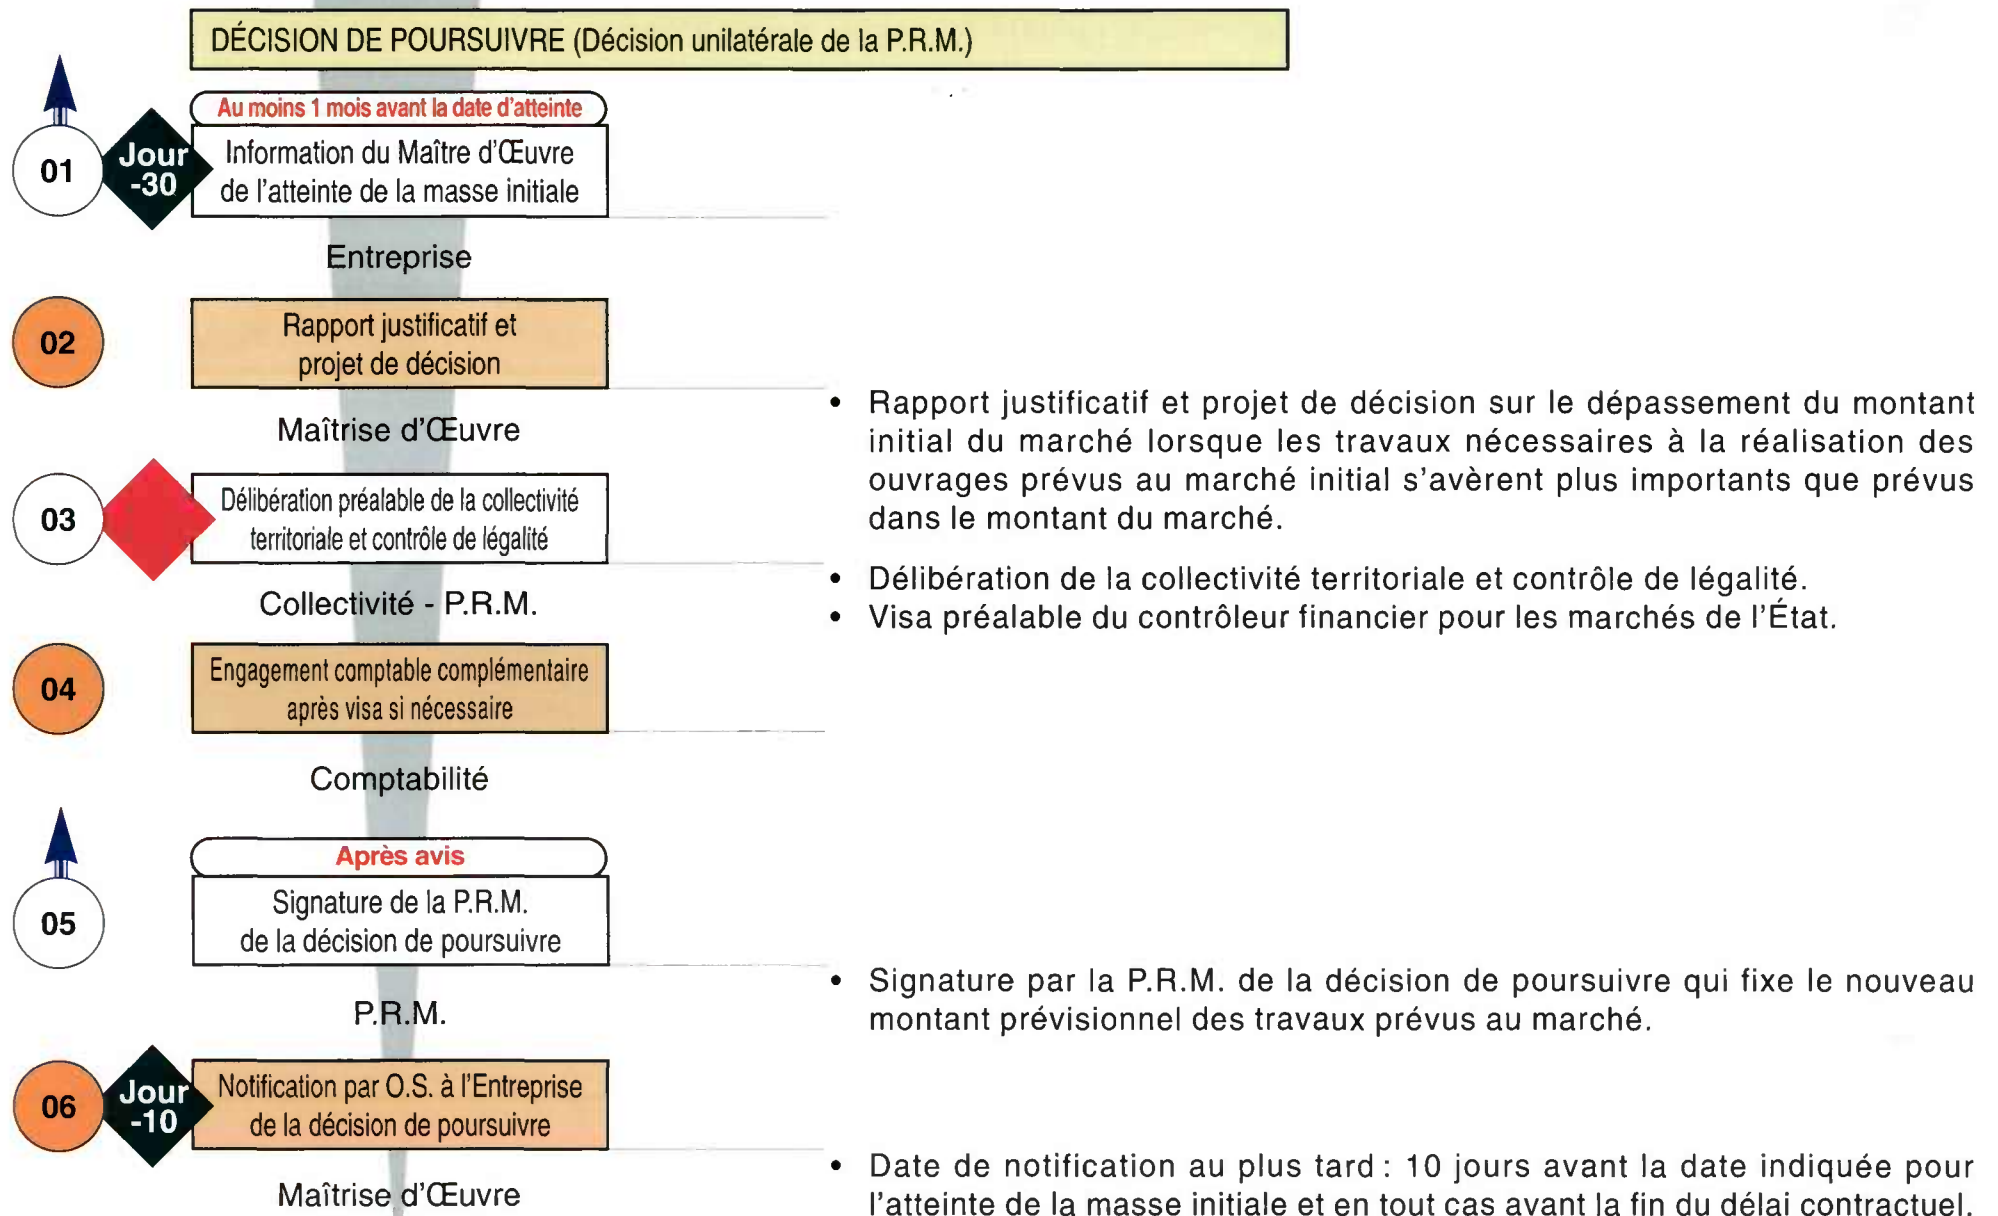 DÉCISION DE POURSUIVRE (Décision unilatérale de la P.R.M.)
Au moins 1 mois avant la date d'atteinte
01
Jour
-30
Information du Maître d'Œuvre
de l'atteinte de la masse initiale
Entreprise
02
Rapport justificatif et
projet de décision
Maîtrise d'Œuvre
• Rapport justificatif et projet de décision sur le dépassement du montant
initial du marché lorsque les travaux nécessaires à la réalisation des
ouvrages prévus au marché initial s'avèrent plus importants que prévus
dans le montant du marché.
03
Délibération préalable de la collectivité
territoriale et contrôle de légalité
Collectivité - P.R.M.
• Délibération de la collectivité territoriale et contrôle de légalité.
• Visa préalable du contrôleur financier pour les marchés de l'État.
04
Engagement comptable complémentaire
après visa si nécessaire
Comptabilité
Après avis
05
Signature de la P.R.M.
de la décision de poursuivre
P.R.M.
• Signature par la P.R.M. de la décision de poursuivre qui fixe le nouveau
montant prévisionnel des travaux prévus au marché.
06
Jour
-10
Notification par O.S. à l'Entreprise
de la décision de poursuivre
Maîtrise d'Œuvre
• Date de notification au plus tard : 10 jours avant la date indiquée pour
l'atteinte de la masse initiale et en tout cas avant la fin du délai contractuel.